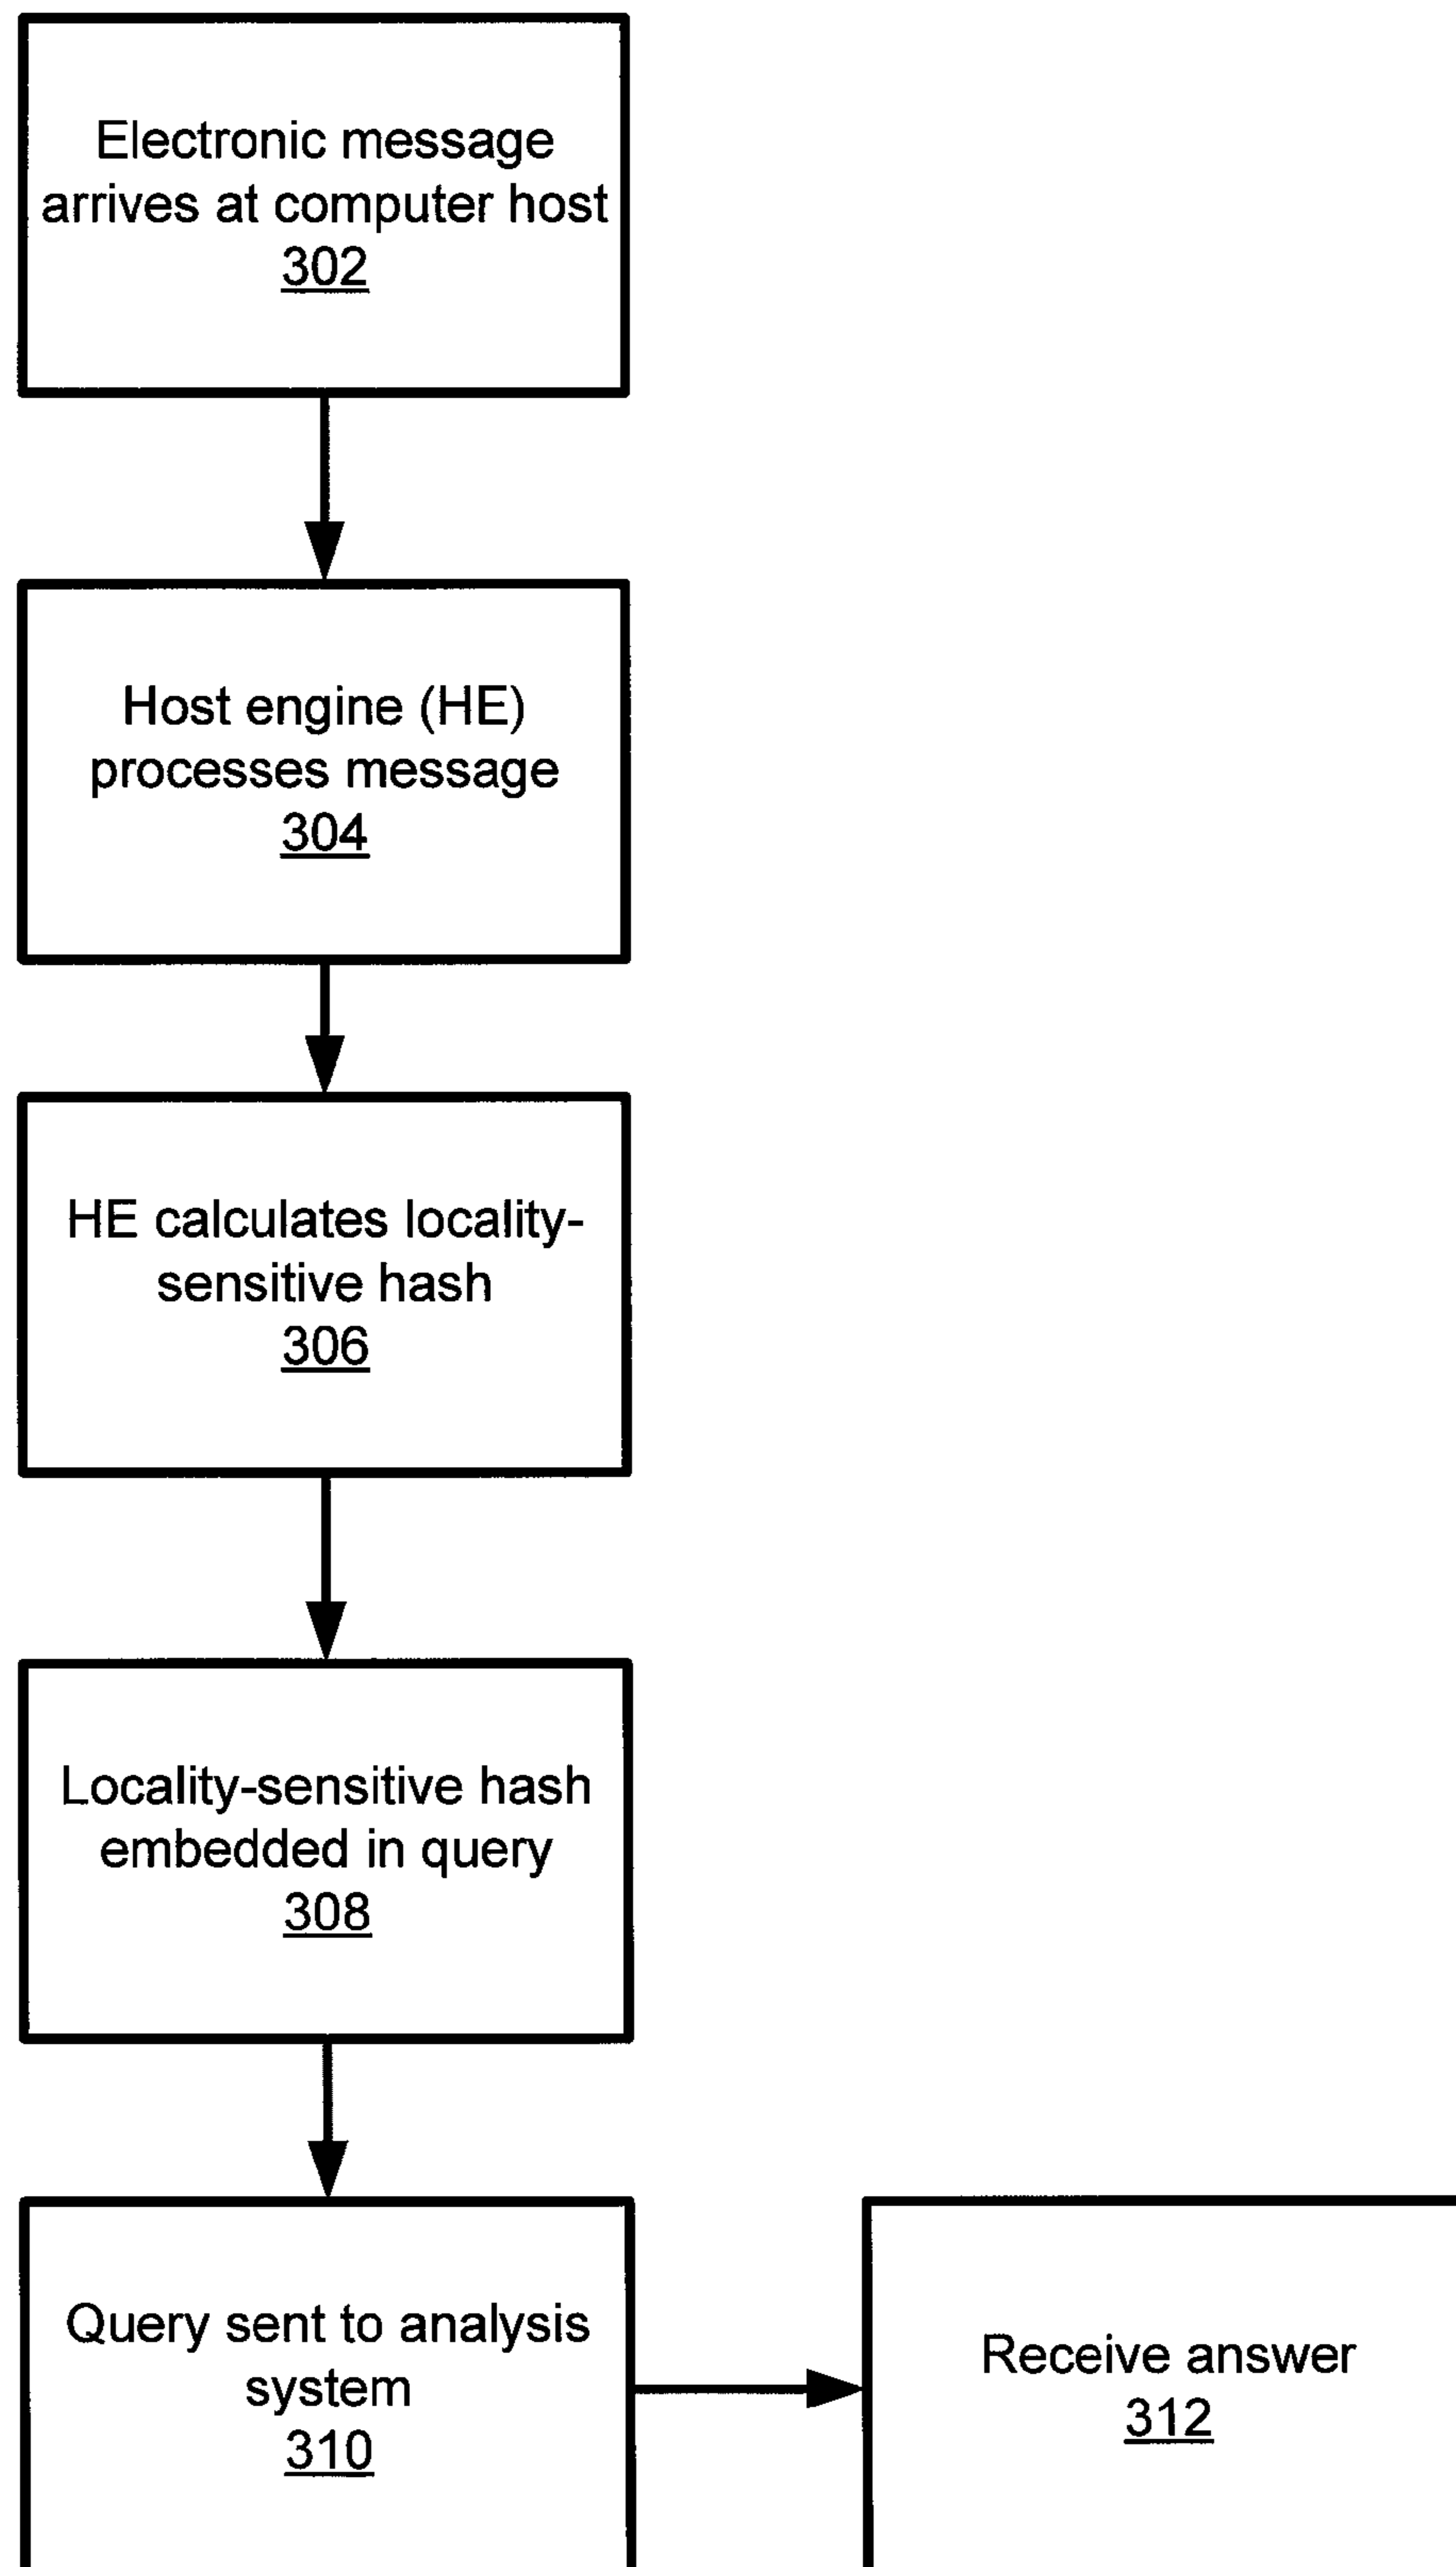 Electronic message
arrives at computer host
302
Host engine (HE)
processes message
304
HE calculates locality-
sensitive hash
306
Locality-sensitive hash
embedded in query
308
Query sent to analysis
system
310
Receive answer
312